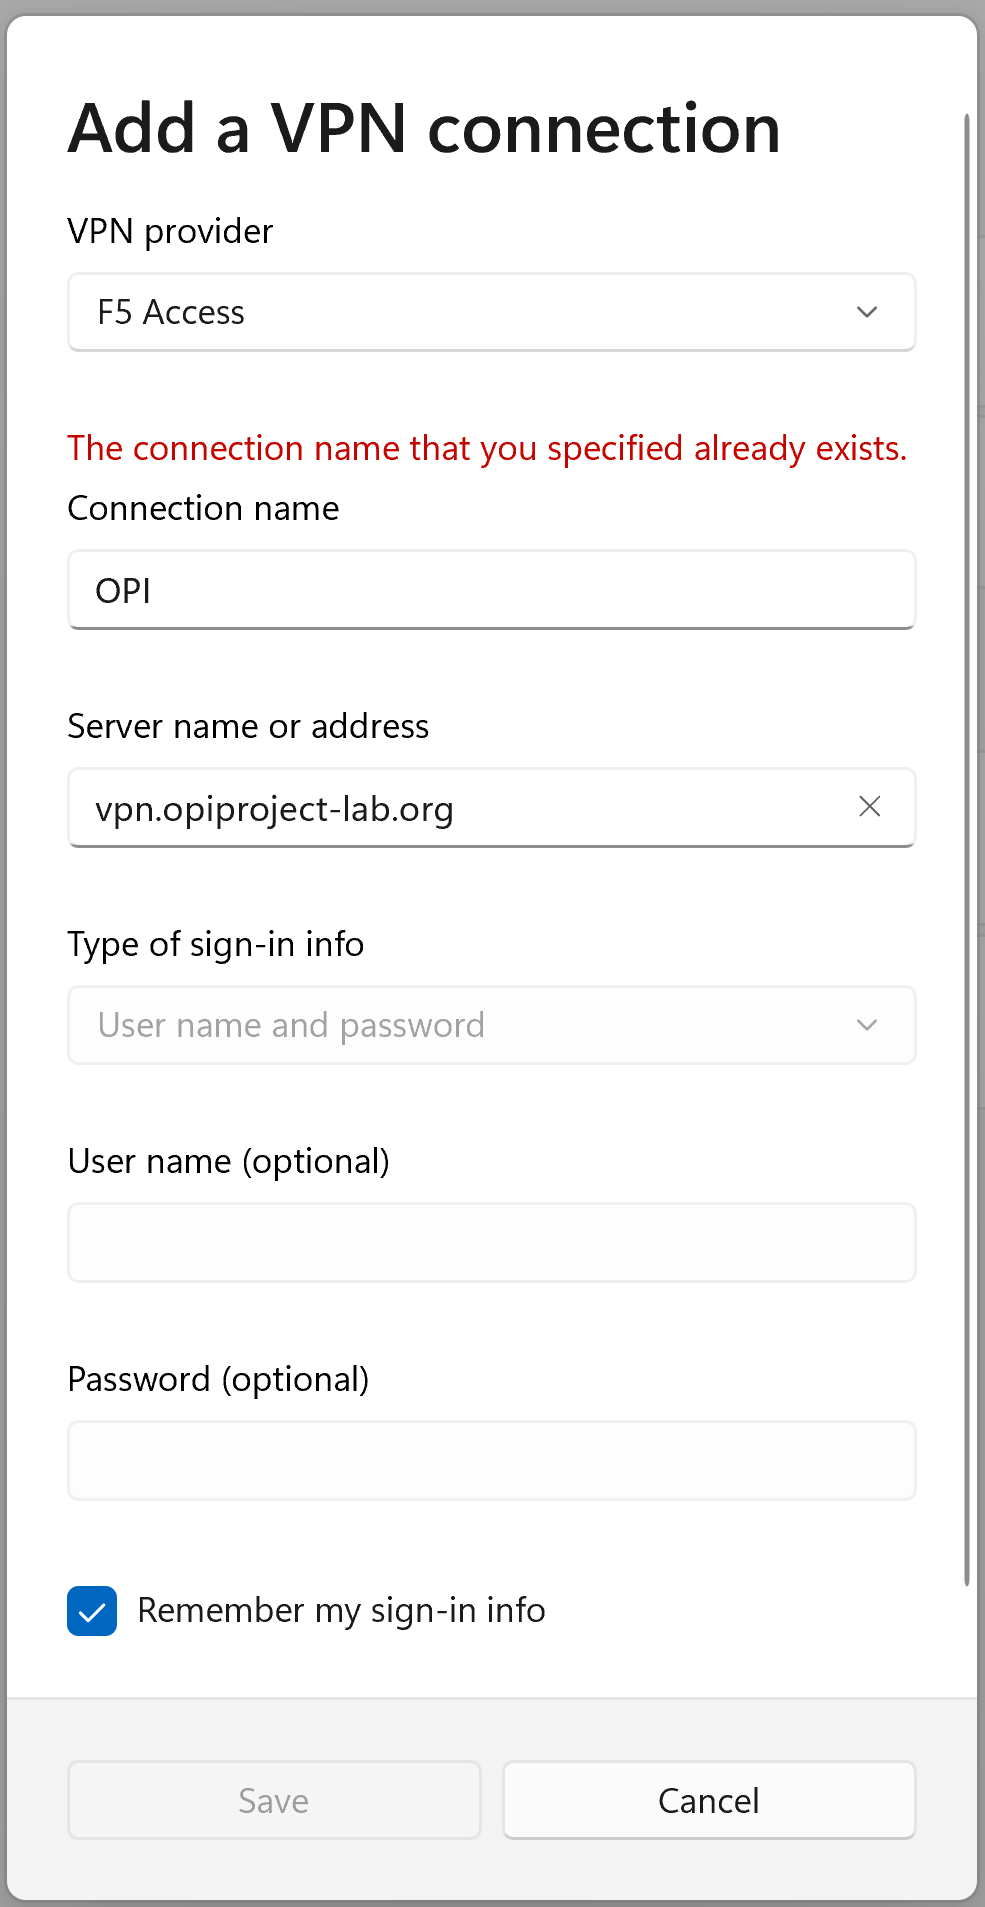 Add a VPN connection
VPN provider
F5 Access
The connection name that you specified already exists.
Connection name
OPI
Server name or address
vpn.opiproject-lab.org
Type of sign-in info
User name and password
User name (optional)
Password (optional)
Remember my sign-in info
Save
Cancel